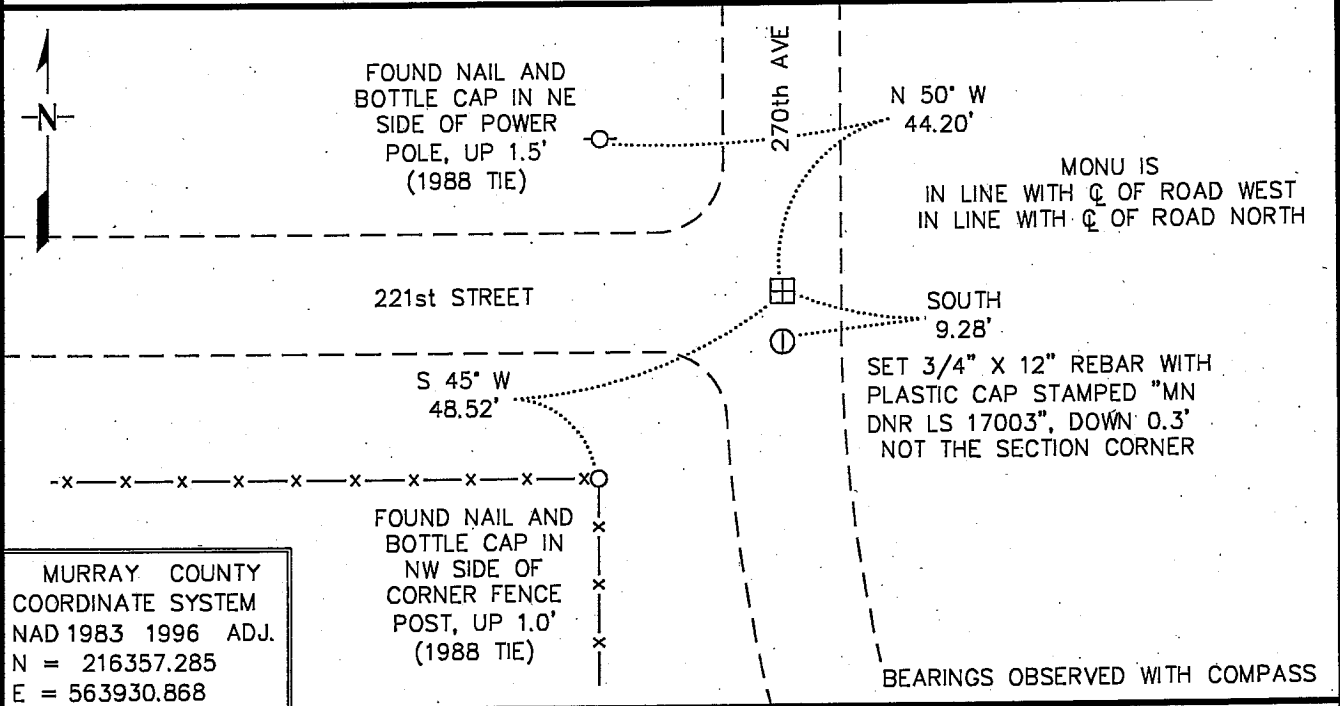 N
FOUND NAIL AND
BOTTLE CAP IN NE
SIDE OF POWER
POLE, UP 1.5'
(1988 TIE)
270th AVE
N 50° W
44.20'
MONU IS
IN LINE WITH ℄ OF ROAD WEST
IN LINE WITH ℄ OF ROAD NORTH
221st STREET
SOUTH
9.28'
SET 3/4" X 12" REBAR WITH
PLASTIC CAP STAMPED "MN
DNR LS 17003", DOWN 0.3'
NOT THE SECTION CORNER
S 45° W
48.52'
FOUND NAIL AND
BOTTLE CAP IN
NW SIDE OF
CORNER FENCE
POST, UP 1.0'
(1988 TIE)
MURRAY COUNTY
COORDINATE SYSTEM
NAD 1983 1996 ADJ.
N = 216357.285
E = 563930.868
BEARINGS OBSERVED WITH COMPASS